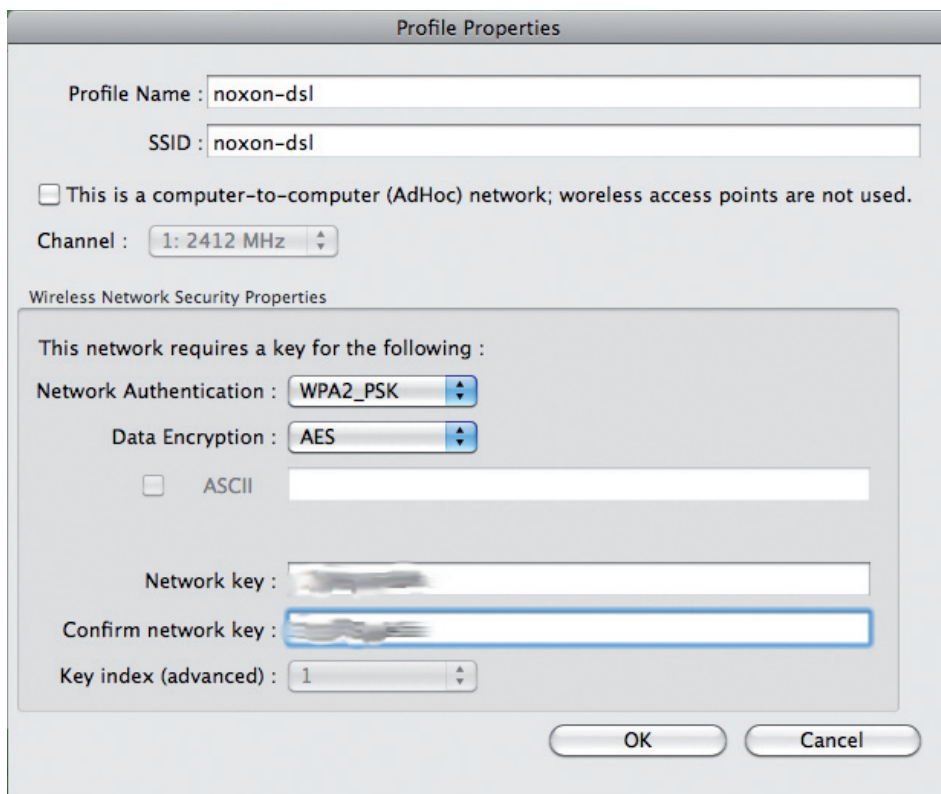 Profile Properties
Profile Name : noxon-dsl
SSID : noxon-dsl
This is a computer-to-computer (AdHoc) network; woreless access points are not used.
Channel : 1: 2412 MHz
Wireless Network Security Properties
This network requires a key for the following :
Network Authentication : WPA2_PSK
Data Encryption : AES
ASCII
Network key :
Confirm network key :
Key index (advanced) : 1
OK Cancel